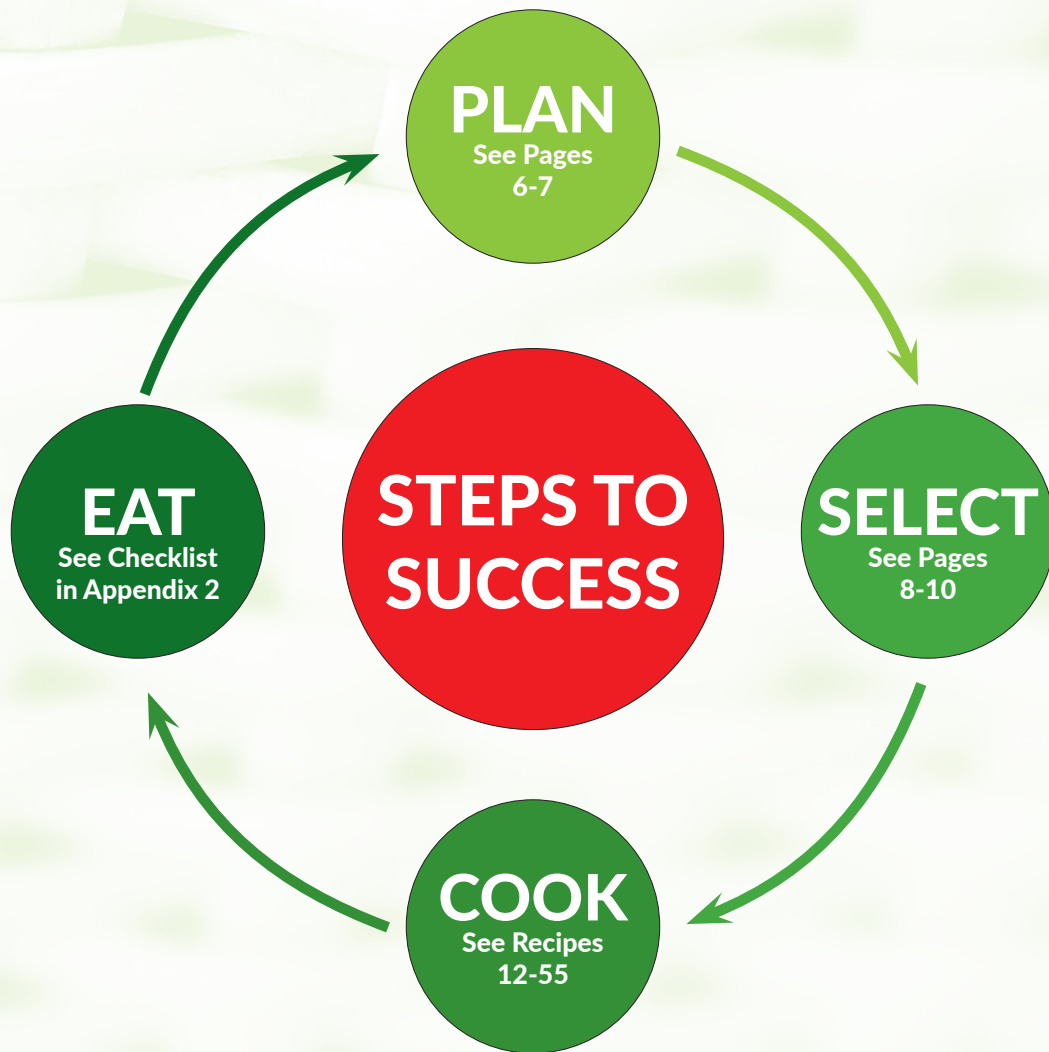 PLAN
See Pages
6-7
SELECT
See Pages
8-10
COOK
See Recipes
12-55
EAT
See Checklist
in Appendix 2
STEPS TO
SUCCESS